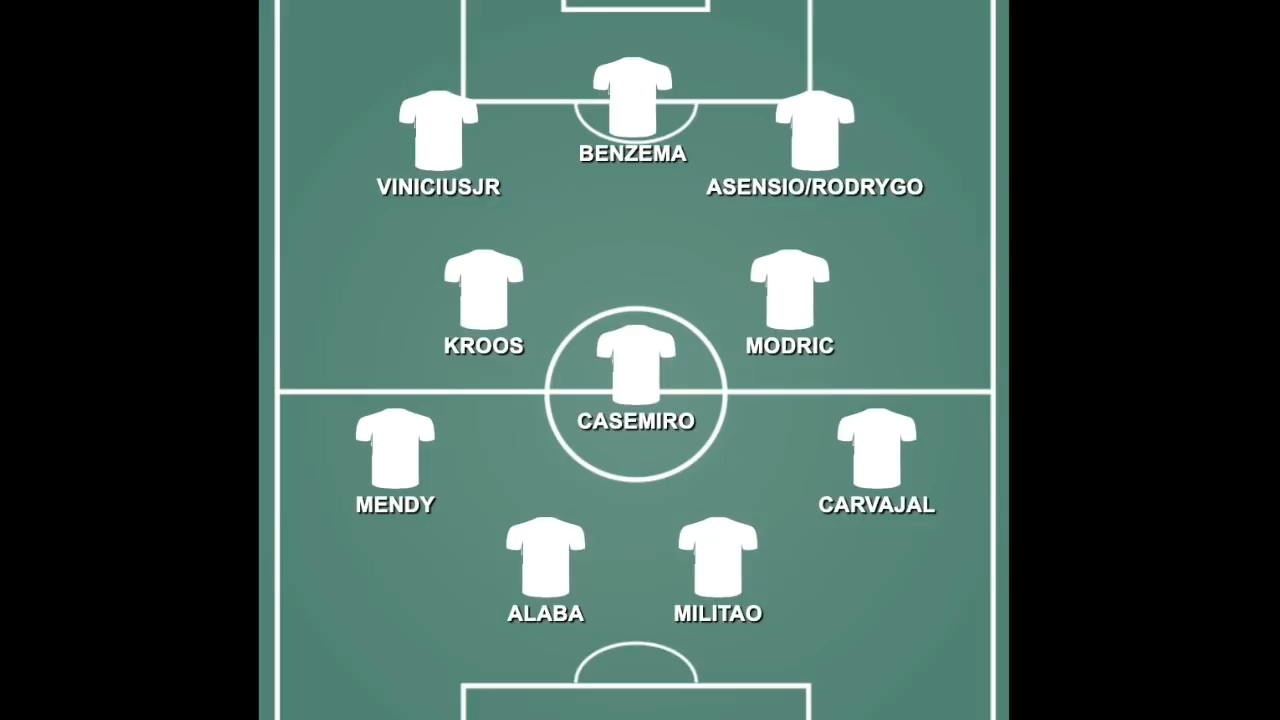 BENZEMA
VINICIUSJR
ASENSIO/RODRYGO
KROOS
MODRIC
CASEMIRO
MENDY
CARVAJAL
ALABA
MILITAO